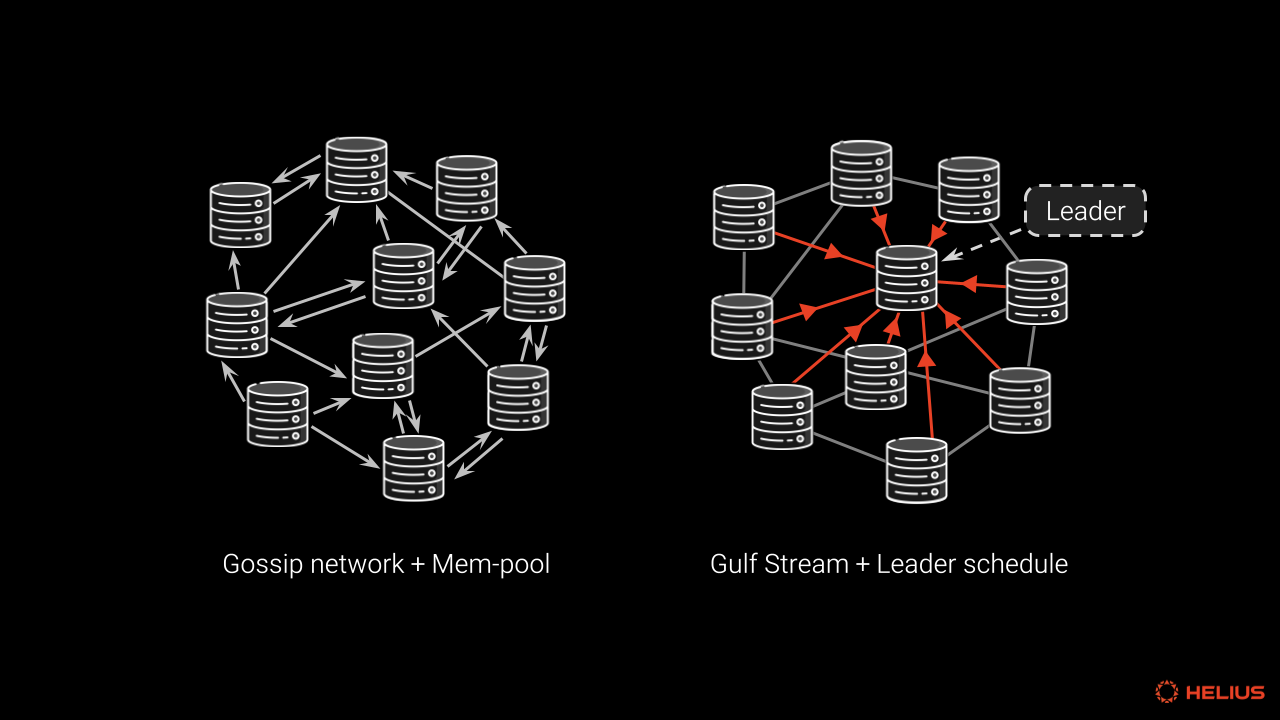 Leader
Gossip network + Mem-pool
Gulf Stream + Leader schedule
HELIUS